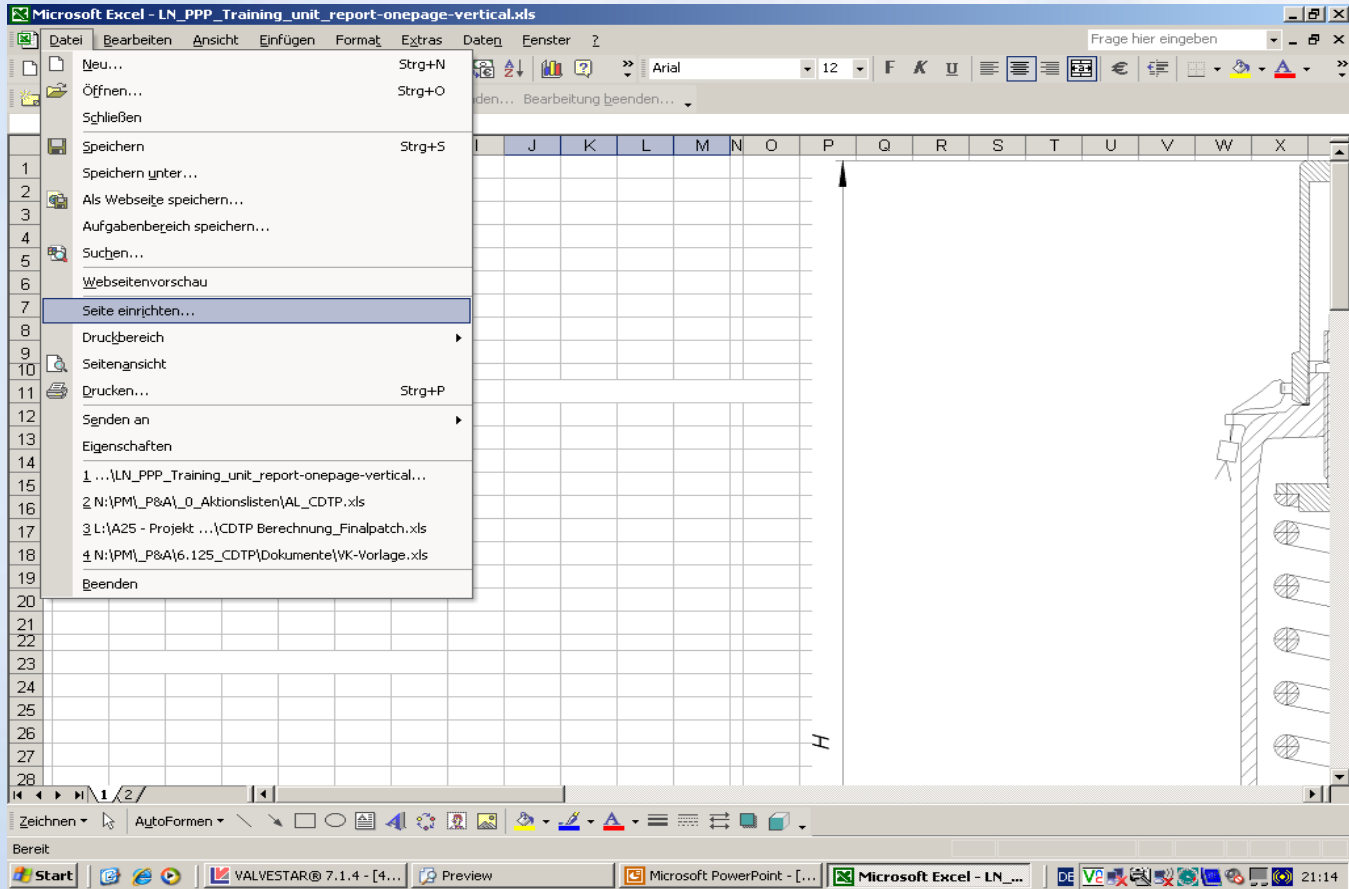 Microsoft Excel - LN_PPP_Training_unit_report-onepage-vertical.xls
Datei Bearbeiten Ansicht Einfügen Format Extras Daten Fenster ? Frage hier eingeben
Arial 12 F K U €
den... Bearbeitung beenden...
Neu... Strg+N
Öffnen... Strg+O
Schließen
Speichern Strg+S
Speichern unter...
Als Webseite speichern...
Aufgabenbereich speichern...
Suchen...
Webseitenvorschau
Seite einrichten...
Druckbereich
Seitenansicht
Drucken... Strg+P
Senden an
Eigenschaften
1 ...\LN_PPP_Training_unit_report-onepage-vertical...
2 N:\PM\_P&A\_0_Aktionslisten\AL_CDTP.xls
3 L:\A25 - Projekt ...\CDTP Berechnung_Finalpatch.xls
4 N:\PM\_P&A\6.125_CDTP\Dokumente\VK-Vorlage.xls
Beenden
I J K L M N O P Q R S T U V W X
1
2
3
4
5
6
7
8
9
10
11
12
13
14
15
16
17
18
19
20
21
22
23
24
25
26
27
28
H
1 2
Zeichnen AutoFormen
Bereit
Start VALVESTAR® 7.1.4 - [4... Preview Microsoft PowerPoint - [... Microsoft Excel - LN_... DE 21:14